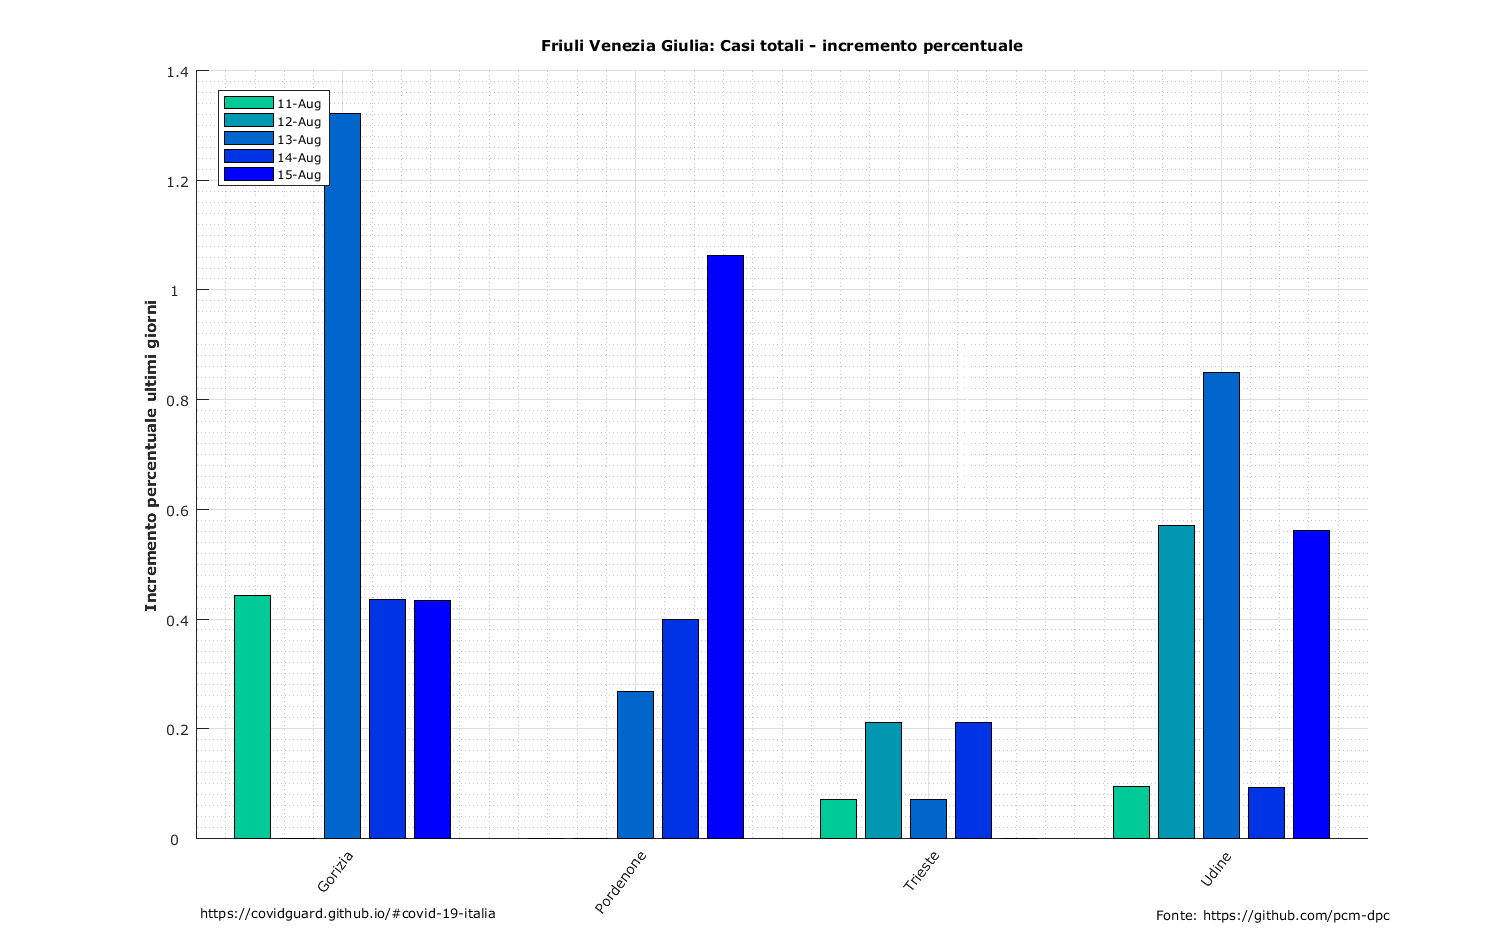 Friuli Venezia Giulia: Casi totali - incremento percentuale
1.4
1.2
1
0.8
0.6
0.4
0.2
0
Incremento percentuale ultimi giorni
11-Aug
12-Aug
13-Aug
14-Aug
15-Aug
Gorizia
Pordenone
Trieste
Udine
https://covidguard.github.io/#covid-19-italia
Fonte: https://github.com/pcm-dpc